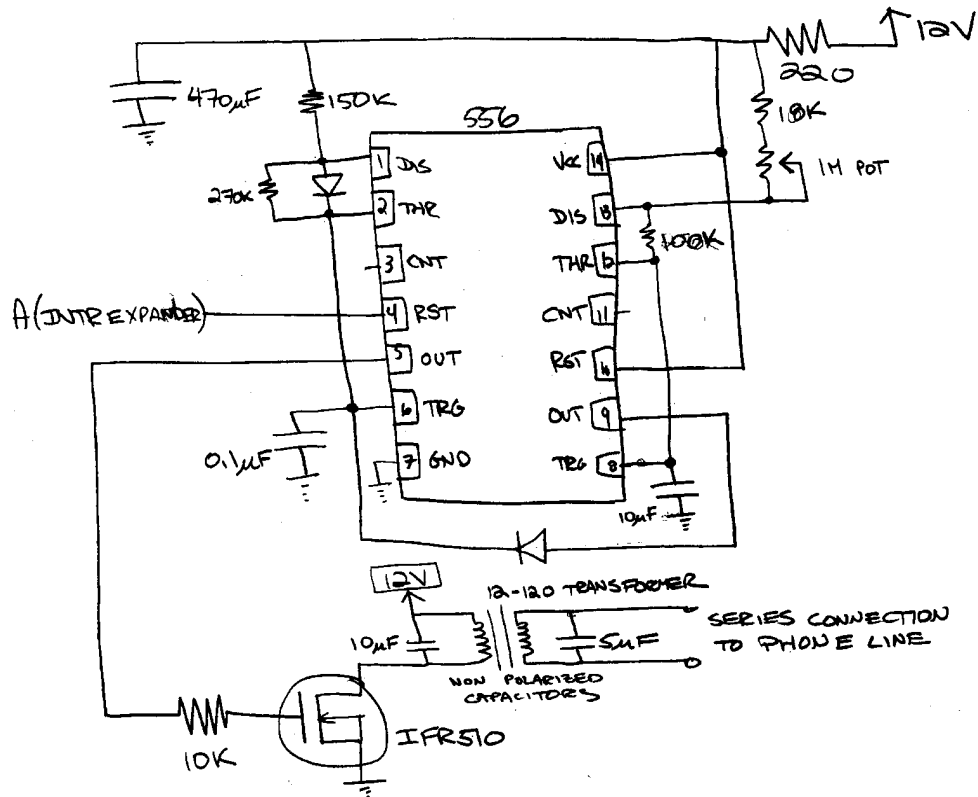 12V
220
470µF
150K
18K
1M POT
556
270K
1 DIS
2 THR
3 CNT
4 RST
5 OUT
6 TRG
7 GND
VCC 14
DIS 13
THR 12
CNT 11
RST
OUT 9
TRG 8
100K
A (INTR EXPANDER)
0.1µF
10µF
12V
12-120 TRANSFORMER
10µF
5µF
SERIES CONNECTION
TO PHONE LINE
NON POLARIZED
CAPACITORS
10K
IFR510